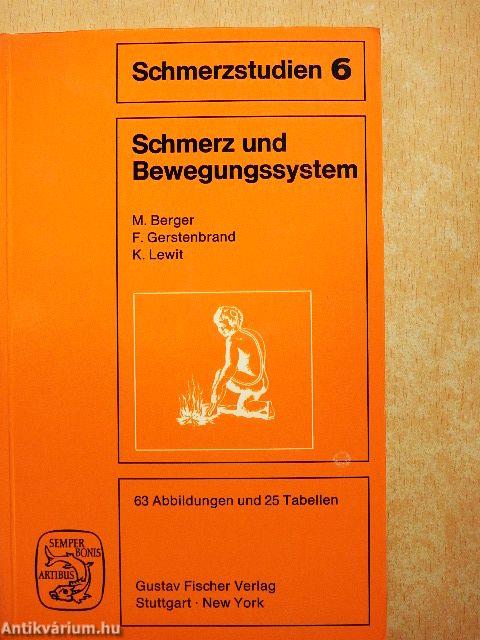 Schmerzstudien 6
Schmerz und
Bewegungssystem
M. Berger
F. Gerstenbrand
K. Lewit
63 Abbildungen und 25 Tabellen
SEMPER
BONIS
ARTIBUS
Gustav Fischer Verlag
Stuttgart · New York
Antikvárium.hu